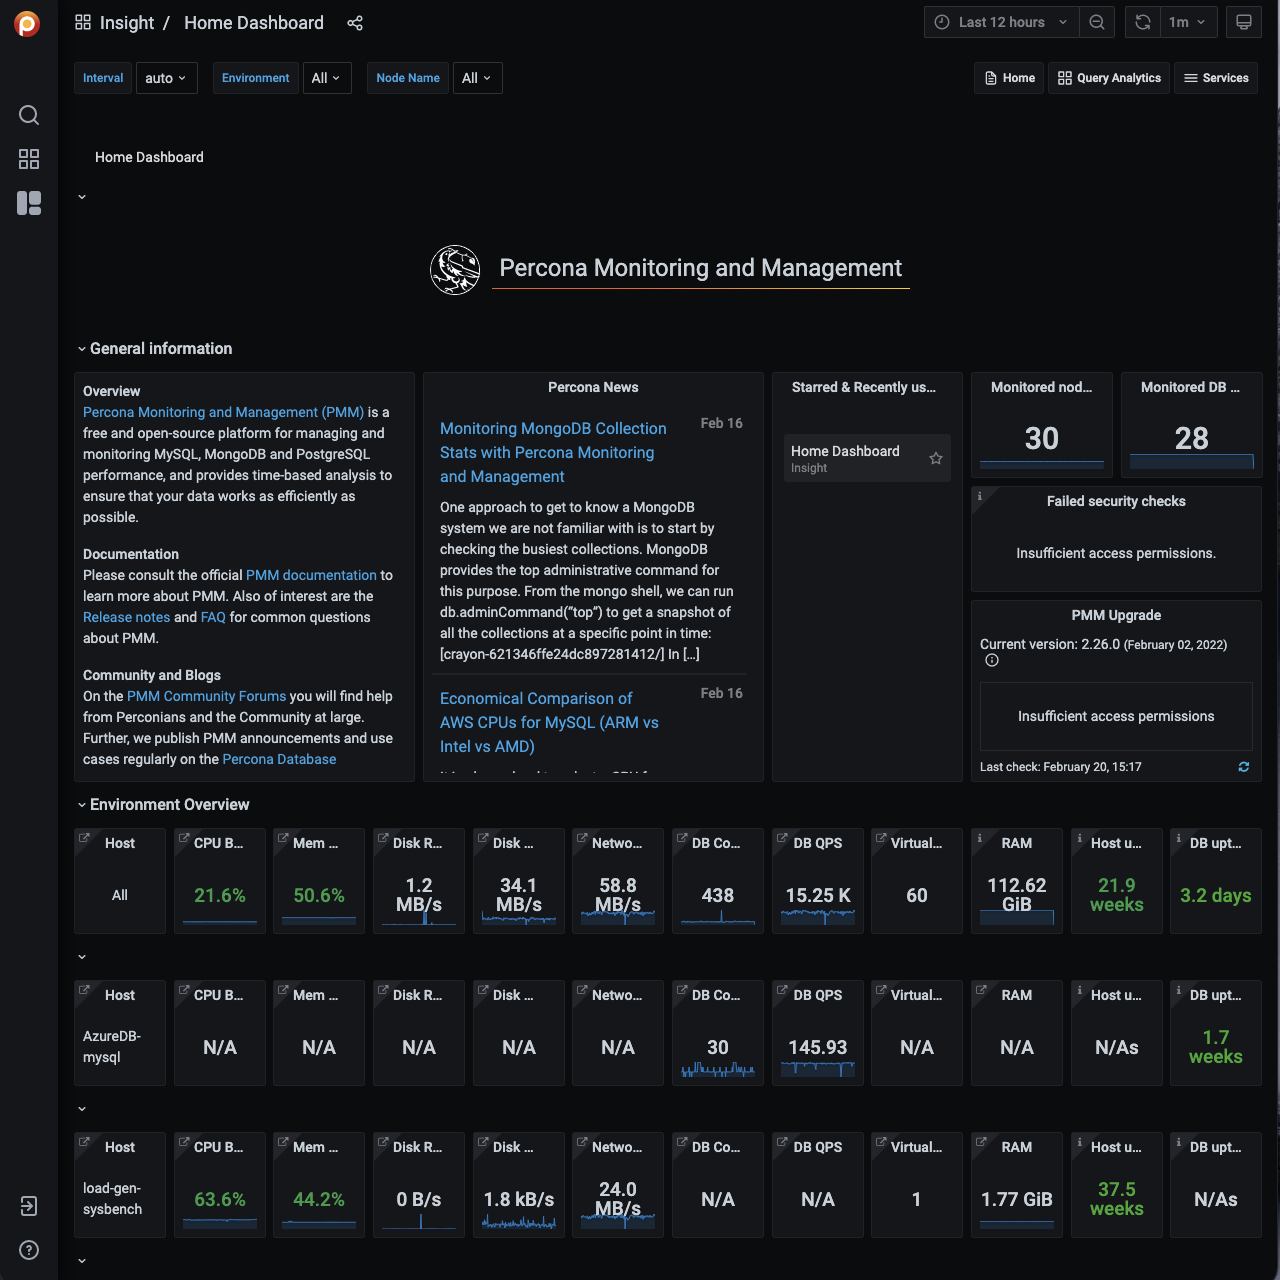 Insight / Home Dashboard
Last 12 hours
1m
Interval auto Environment All Node Name All
Home Query Analytics Services
Home Dashboard
Percona Monitoring and Management
General information
Overview
Percona Monitoring and Management (PMM) is a
free and open-source platform for managing and
monitoring MySQL, MongoDB and PostgreSQL
performance, and provides time-based analysis to
ensure that your data works as efficiently as
possible.
Documentation
Please consult the official PMM documentation to
learn more about PMM. Also of interest are the
Release notes and FAQ for common questions
about PMM.
Community and Blogs
On the PMM Community Forums you will find help
from Perconians and the Community at large.
Further, we publish PMM announcements and use
cases regularly on the Percona Database
Percona News
Monitoring MongoDB Collection
Stats with Percona Monitoring
and Management
Feb 16
One approach to get to know a MongoDB
system we are not familiar with is to start by
checking the busiest collections. MongoDB
provides the top administrative command for
this purpose. From the mongo shell, we can run
db.adminCommand(“top”) to get a snapshot of
all the collections at a specific point in time:
[crayon-621346ffe24dc897281412/] In [...]
Economical Comparison of
AWS CPUs for MySQL (ARM vs
Intel vs AMD)
Feb 16
Starred & Recently us...
Home Dashboard
Insight
Monitored nod...
30
Monitored DB ...
28
Failed security checks
Insufficient access permissions.
PMM Upgrade
Current version: 2.26.0 (February 02, 2022)
Insufficient access permissions
Last check: February 20, 15:17
Environment Overview
Host
All
CPU B...
21.6%
Mem ...
50.6%
Disk R...
1.2
MB/s
Disk ...
34.1
MB/s
Netwo...
58.8
MB/s
DB Co...
438
DB QPS
15.25 K
Virtual...
60
RAM
112.62
GiB
Host u...
21.9
weeks
DB upt...
3.2 days
Host
AzureDB-
mysql
CPU B...
N/A
Mem ...
N/A
Disk R...
N/A
Disk ...
N/A
Netwo...
N/A
DB Co...
30
DB QPS
145.93
Virtual...
N/A
RAM
N/A
Host u...
N/As
DB upt...
1.7
weeks
Host
load-gen-
sysbench
CPU B...
63.6%
Mem ...
44.2%
Disk R...
0 B/s
Disk ...
1.8 kB/s
Netwo...
24.0
MB/s
DB Co...
N/A
DB QPS
N/A
Virtual...
1
RAM
1.77 GiB
Host u...
37.5
weeks
DB upt...
N/As